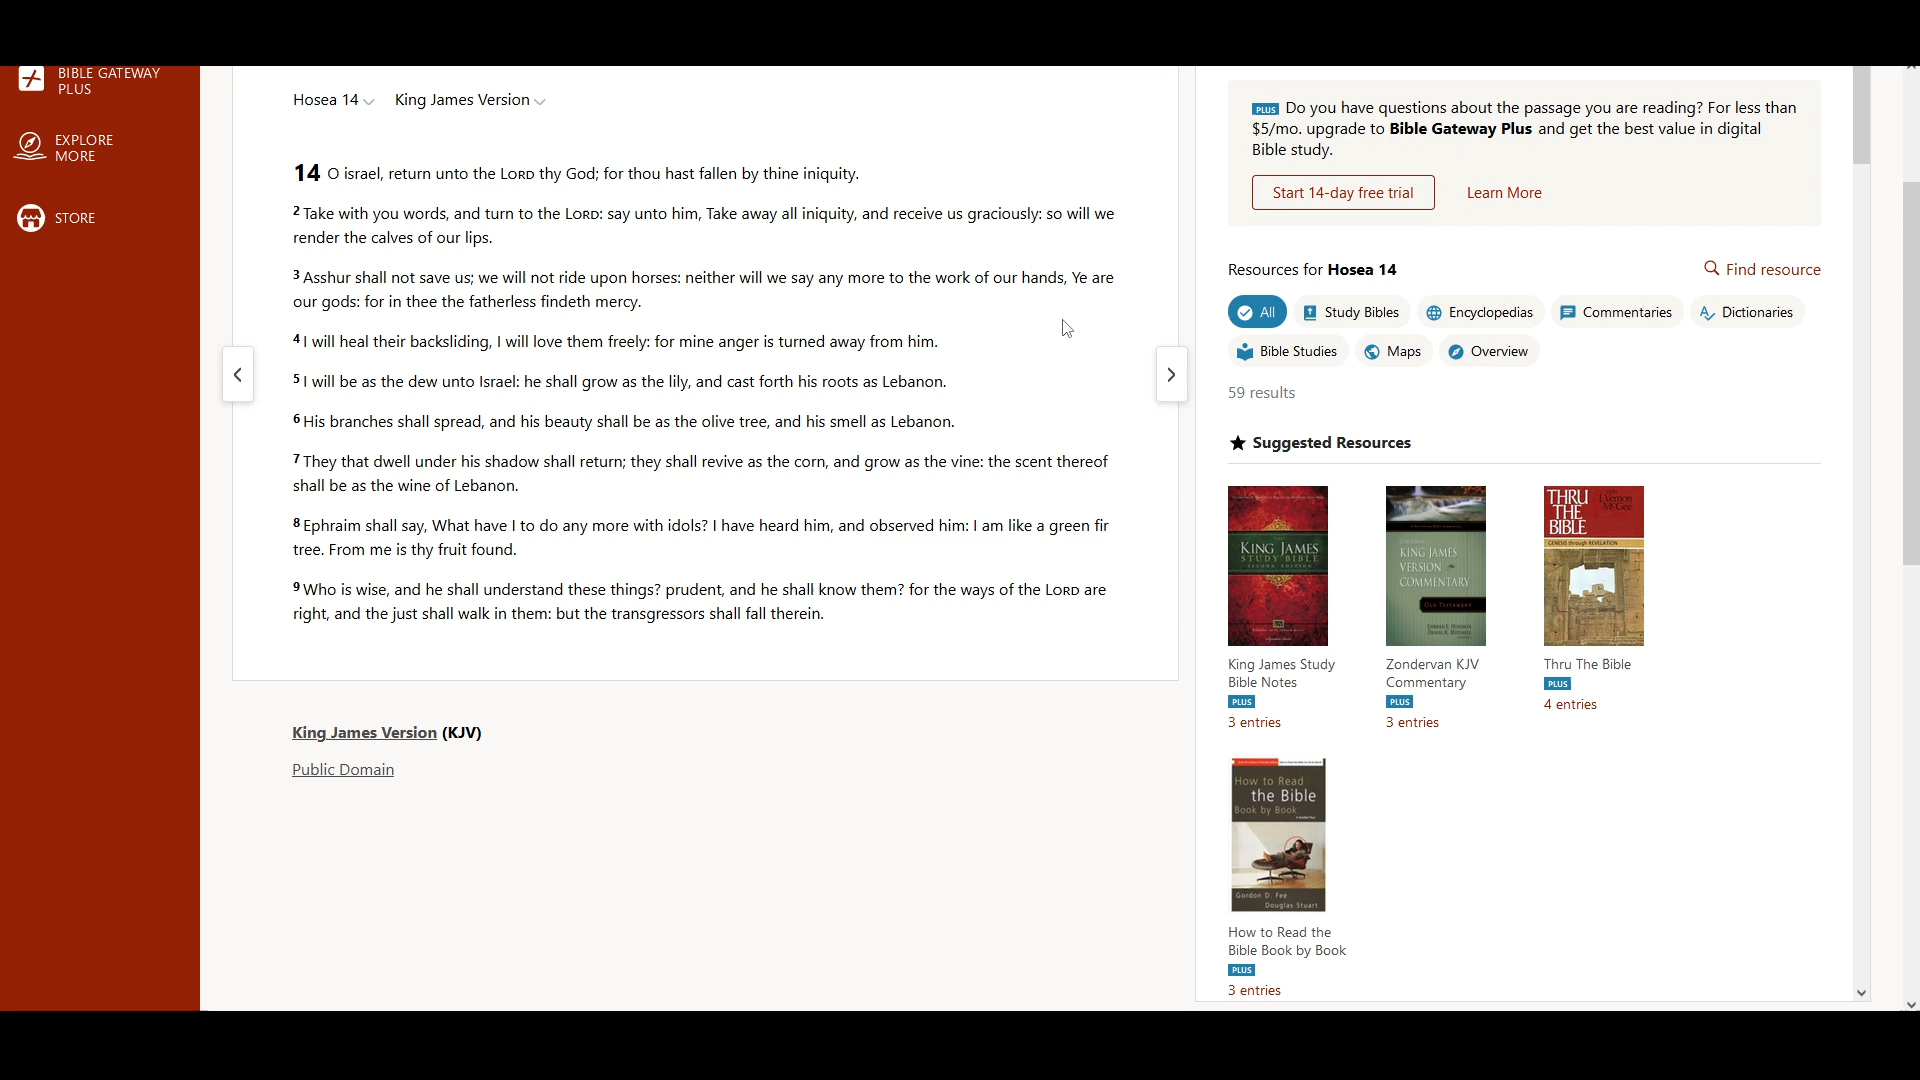 BIBLE GATEWAY
PLUS
EXPLORE
MORE
STORE
Hosea 14
King James Version
14 O israel, return unto the LORD thy God; for thou hast fallen by thine iniquity.
2 Take with you words, and turn to the LORD: say unto him, Take away all iniquity, and receive us graciously: so will we
render the calves of our lips.
3 Asshur shall not save us; we will not ride upon horses: neither will we say any more to the work of our hands, Ye are
our gods: for in thee the fatherless findeth mercy.
4 I will heal their backsliding, I will love them freely: for mine anger is turned away from him.
5 I will be as the dew unto Israel: he shall grow as the lily, and cast forth his roots as Lebanon.
6 His branches shall spread, and his beauty shall be as the olive tree, and his smell as Lebanon.
7 They that dwell under his shadow shall return; they shall revive as the corn, and grow as the vine: the scent thereof
shall be as the wine of Lebanon.
8 Ephraim shall say, What have I to do any more with idols? I have heard him, and observed him: I am like a green fir
tree. From me is thy fruit found.
9 Who is wise, and he shall understand these things? prudent, and he shall know them? for the ways of the LORD are
right, and the just shall walk in them: but the transgressors shall fall therein.
King James Version (KJV)
Public Domain
PLUS Do you have questions about the passage you are reading? For less than
$5/mo. upgrade to Bible Gateway Plus and get the best value in digital
Bible study.
Start 14-day free trial
Learn More
Resources for Hosea 14
Find resource
All
Study Bibles
Encyclopedias
Commentaries
Dictionaries
Bible Studies
Maps
Overview
59 results
Suggested Resources
KING JAMES
STUDY BIBLE
SECOND EDITION
KING JAMES
VERSION
COMMENTARY
OLD TESTAMENT
EDWARD E. HINDSON
DANIEL R. MITCHELL
THRU
THE
BIBLE
J. Vernon
McGee
GENESIS through REVELATION
King James Study
Bible Notes
PLUS
3 entries
Zondervan KJV
Commentary
PLUS
3 entries
Thru The Bible
PLUS
4 entries
How to Read
the Bible
Book by Book
Gordon D. Fee
Douglas Stuart
How to Read the
Bible Book by Book
PLUS
3 entries